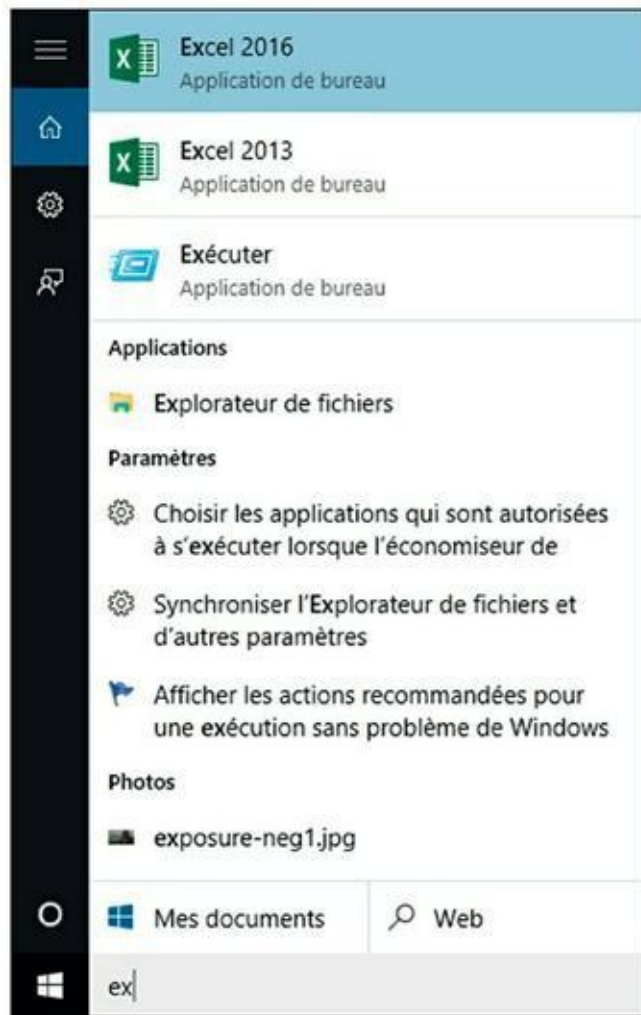 Excel 2016
Application de bureau
Excel 2013
Application de bureau
Exécuter
Application de bureau
Applications
Explorateur de fichiers
Paramètres
Choisir les applications qui sont autorisées
à s'exécuter lorsque l'économiseur de
Synchroniser l'Explorateur de fichiers et
d'autres paramètres
Afficher les actions recommandées pour
une exécution sans problème de Windows
Photos
exposure-neg1.jpg
Mes documents
Web
ex